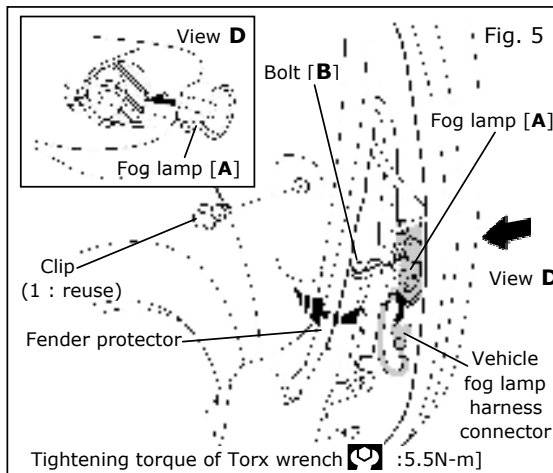 View D
Fog lamp [A]
Fig. 5
Bolt [B]
Fog lamp [A]
View D
Clip
(1 : reuse)
Fender protector
Vehicle
fog lamp
harness
connector
Tightening torque of Torx wrench :5.5N-m]